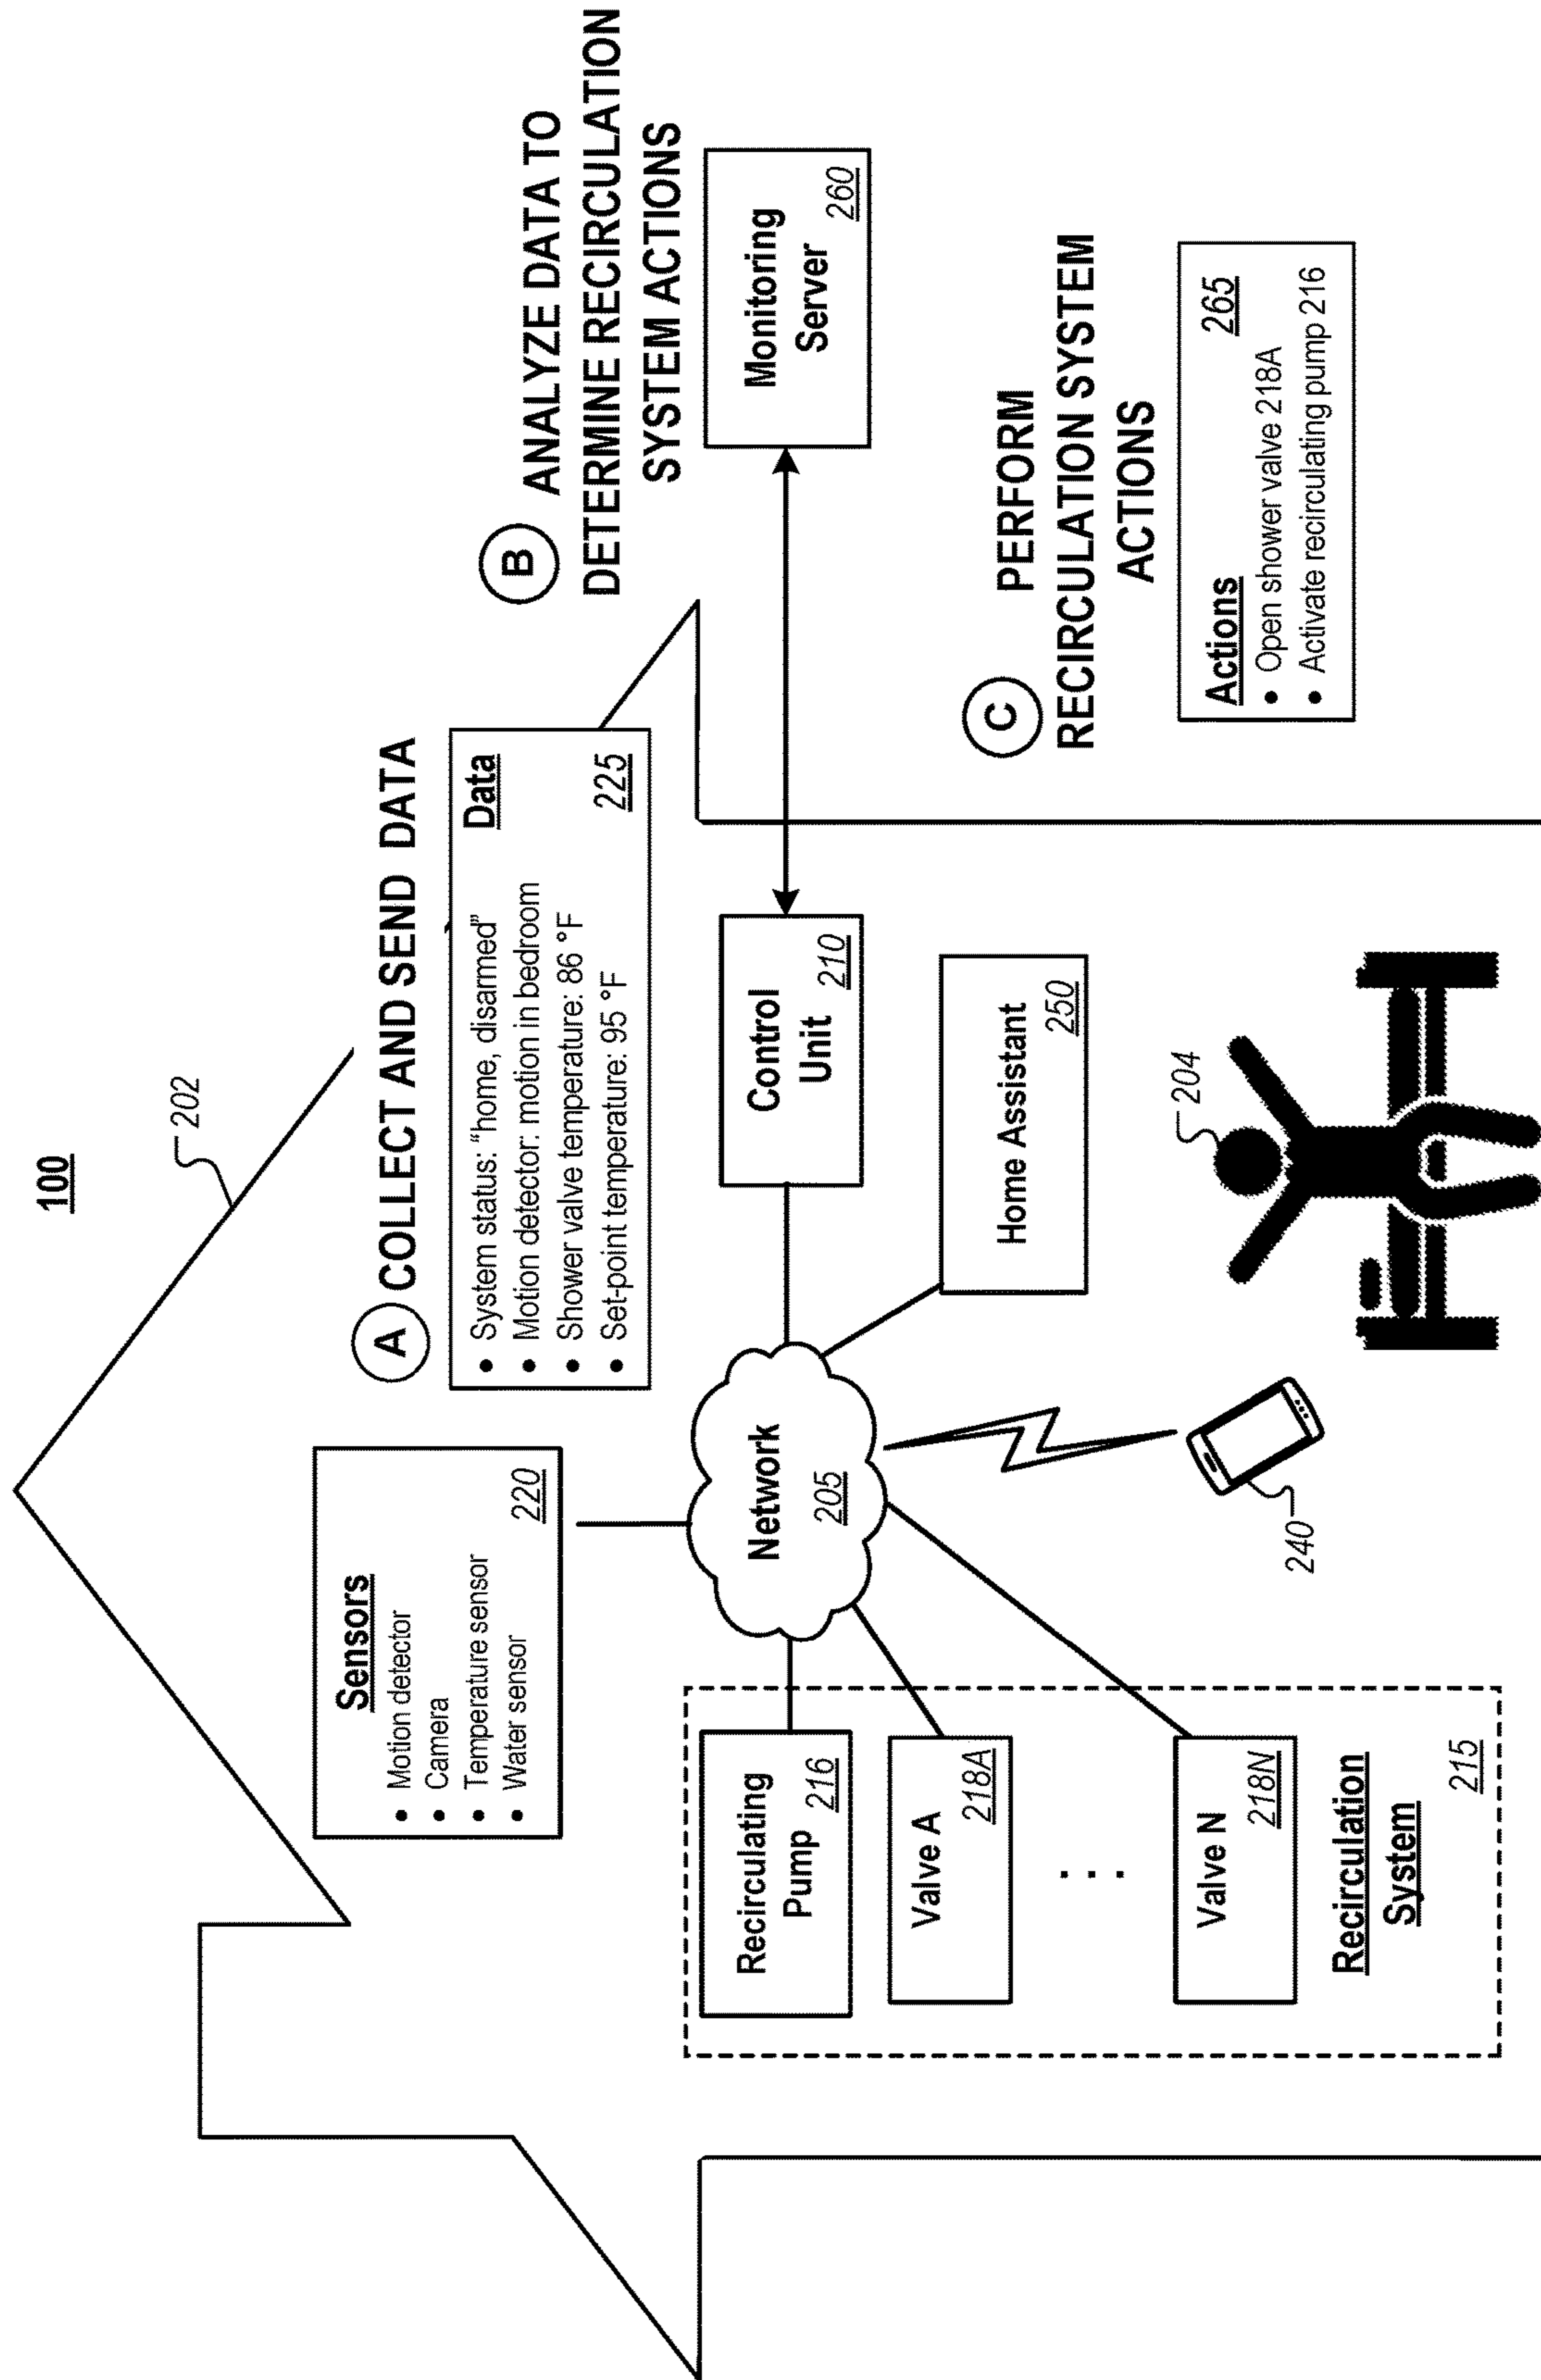 100
202
A COLLECT AND SEND DATA
Data
• System status: "home, disarmed"
• Motion detector: motion in bedroom
• Shower valve temperature: 86 °F
• Set-point temperature: 95 °F
225
B ANALYZE DATA TO
DETERMINE RECIRCULATION
SYSTEM ACTIONS
Sensors
• Motion detector
• Camera
• Temperature sensor
• Water sensor
220
Recirculating
Pump
216
Valve A
218A
. . .
Valve N
218N
Recirculation
System
215
Network
205
Control
Unit
210
Monitoring
Server
260
Home Assistant
250
240
204
C PERFORM
RECIRCULATION SYSTEM
ACTIONS
Actions
265
• Open shower valve 218A
• Activate recirculating pump 216